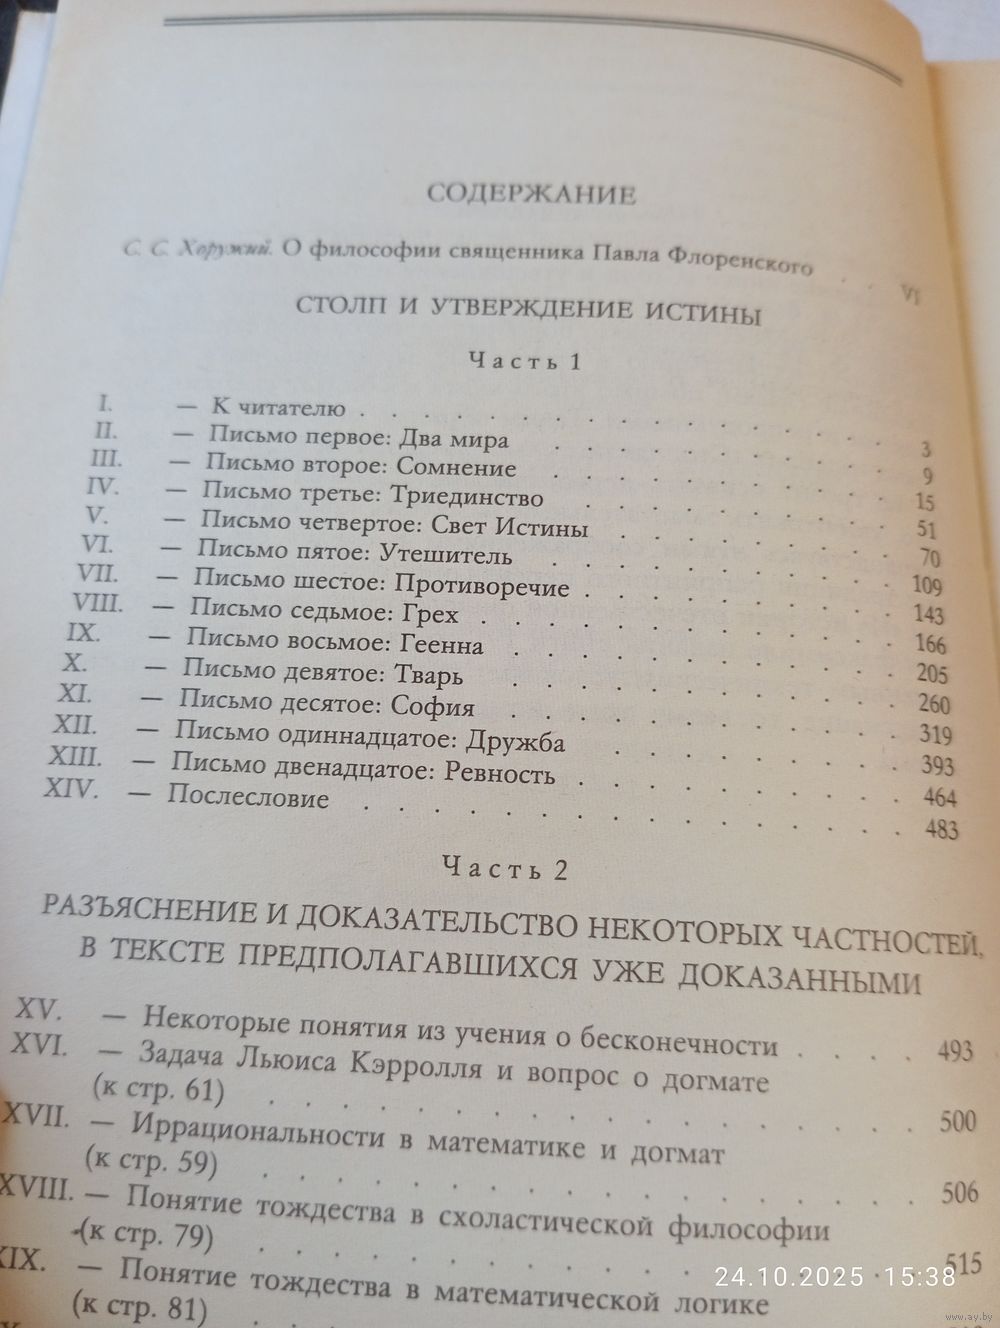 СОДЕРЖАНИЕ
С. С. Хоружий. О философии священника Павла Флоренского . . VI
СТОЛП И УТВЕРЖДЕНИЕ ИСТИНЫ
Часть 1
I. — К читателю . . . . . . . . . . . . . . . 3
II. — Письмо первое: Два мира . . . . . . . . . . 9
III. — Письмо второе: Сомнение . . . . . . . . . . 15
IV. — Письмо третье: Триединство . . . . . . . . . 51
V. — Письмо четвертое: Свет Истины . . . . . . . . 70
VI. — Письмо пятое: Утешитель . . . . . . . . . . 109
VII. — Письмо шестое: Противоречие . . . . . . . . . 143
VIII. — Письмо седьмое: Грех . . . . . . . . . . . . 166
IX. — Письмо восьмое: Геенна . . . . . . . . . . . 205
X. — Письмо девятое: Тварь . . . . . . . . . . . 260
XI. — Письмо десятое: София . . . . . . . . . . . 319
XII. — Письмо одиннадцатое: Дружба . . . . . . . . 393
XIII. — Письмо двенадцатое: Ревность . . . . . . . . . 464
XIV. — Послесловие . . . . . . . . . . . . . . . 483
Часть 2
РАЗЪЯСНЕНИЕ И ДОКАЗАТЕЛЬСТВО НЕКОТОРЫХ ЧАСТНОСТЕЙ,
В ТЕКСТЕ ПРЕДПОЛАГАВШИХСЯ УЖЕ ДОКАЗАННЫМИ
XV. — Некоторые понятия из учения о бесконечности . . . . 493
XVI. — Задача Льюиса Кэрролля и вопрос о догмате
(к стр. 61) . . . . . . . . . . . . . . . . . . 500
XVII. — Иррациональности в математике и догмат
(к стр. 59) . . . . . . . . . . . . . . . . . . 506
XVIII. — Понятие тождества в схоластической философии
(к стр. 79) . . . . . . . . . . . . . . . . . . 515
XIX. — Понятие тождества в математической логике
(к стр. 81) . . . . . . . . .
24.10.2025 15:38
www.ay.by